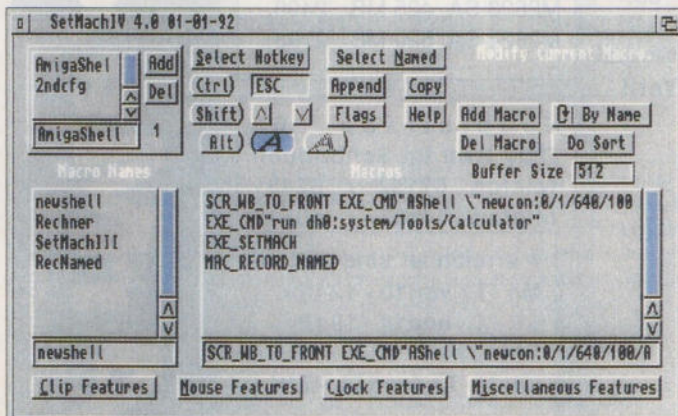 SetMachIV 4.0 01-01-92
AmigaShel
2ndcfg
AmigaShell 1
Add
Del
Select Hotkey
Ctrl) ESC
Shift)
Alt) A A
Select Named
Append Copy
Flags Help
Modify Current Macro.
Add Macro By Name
Del Macro Do Sort
Buffer Size 512
Macro Names
newshell
Rechner
SetMachIII
RecNamed
newshell
Macros
SCR_WB_TO_FRONT EXE_CMD"AShell \"newcon:0/1/640/100
EXE_CMD"run dh0:system/Tools/Calculator"
EXE_SETMACH
MAC_RECORD_NAMED
SCR_WB_TO_FRONT EXE_CMD"AShell \"newcon:0/1/640/100/A
Clip Features Mouse Features Clock Features Miscellaneous Features